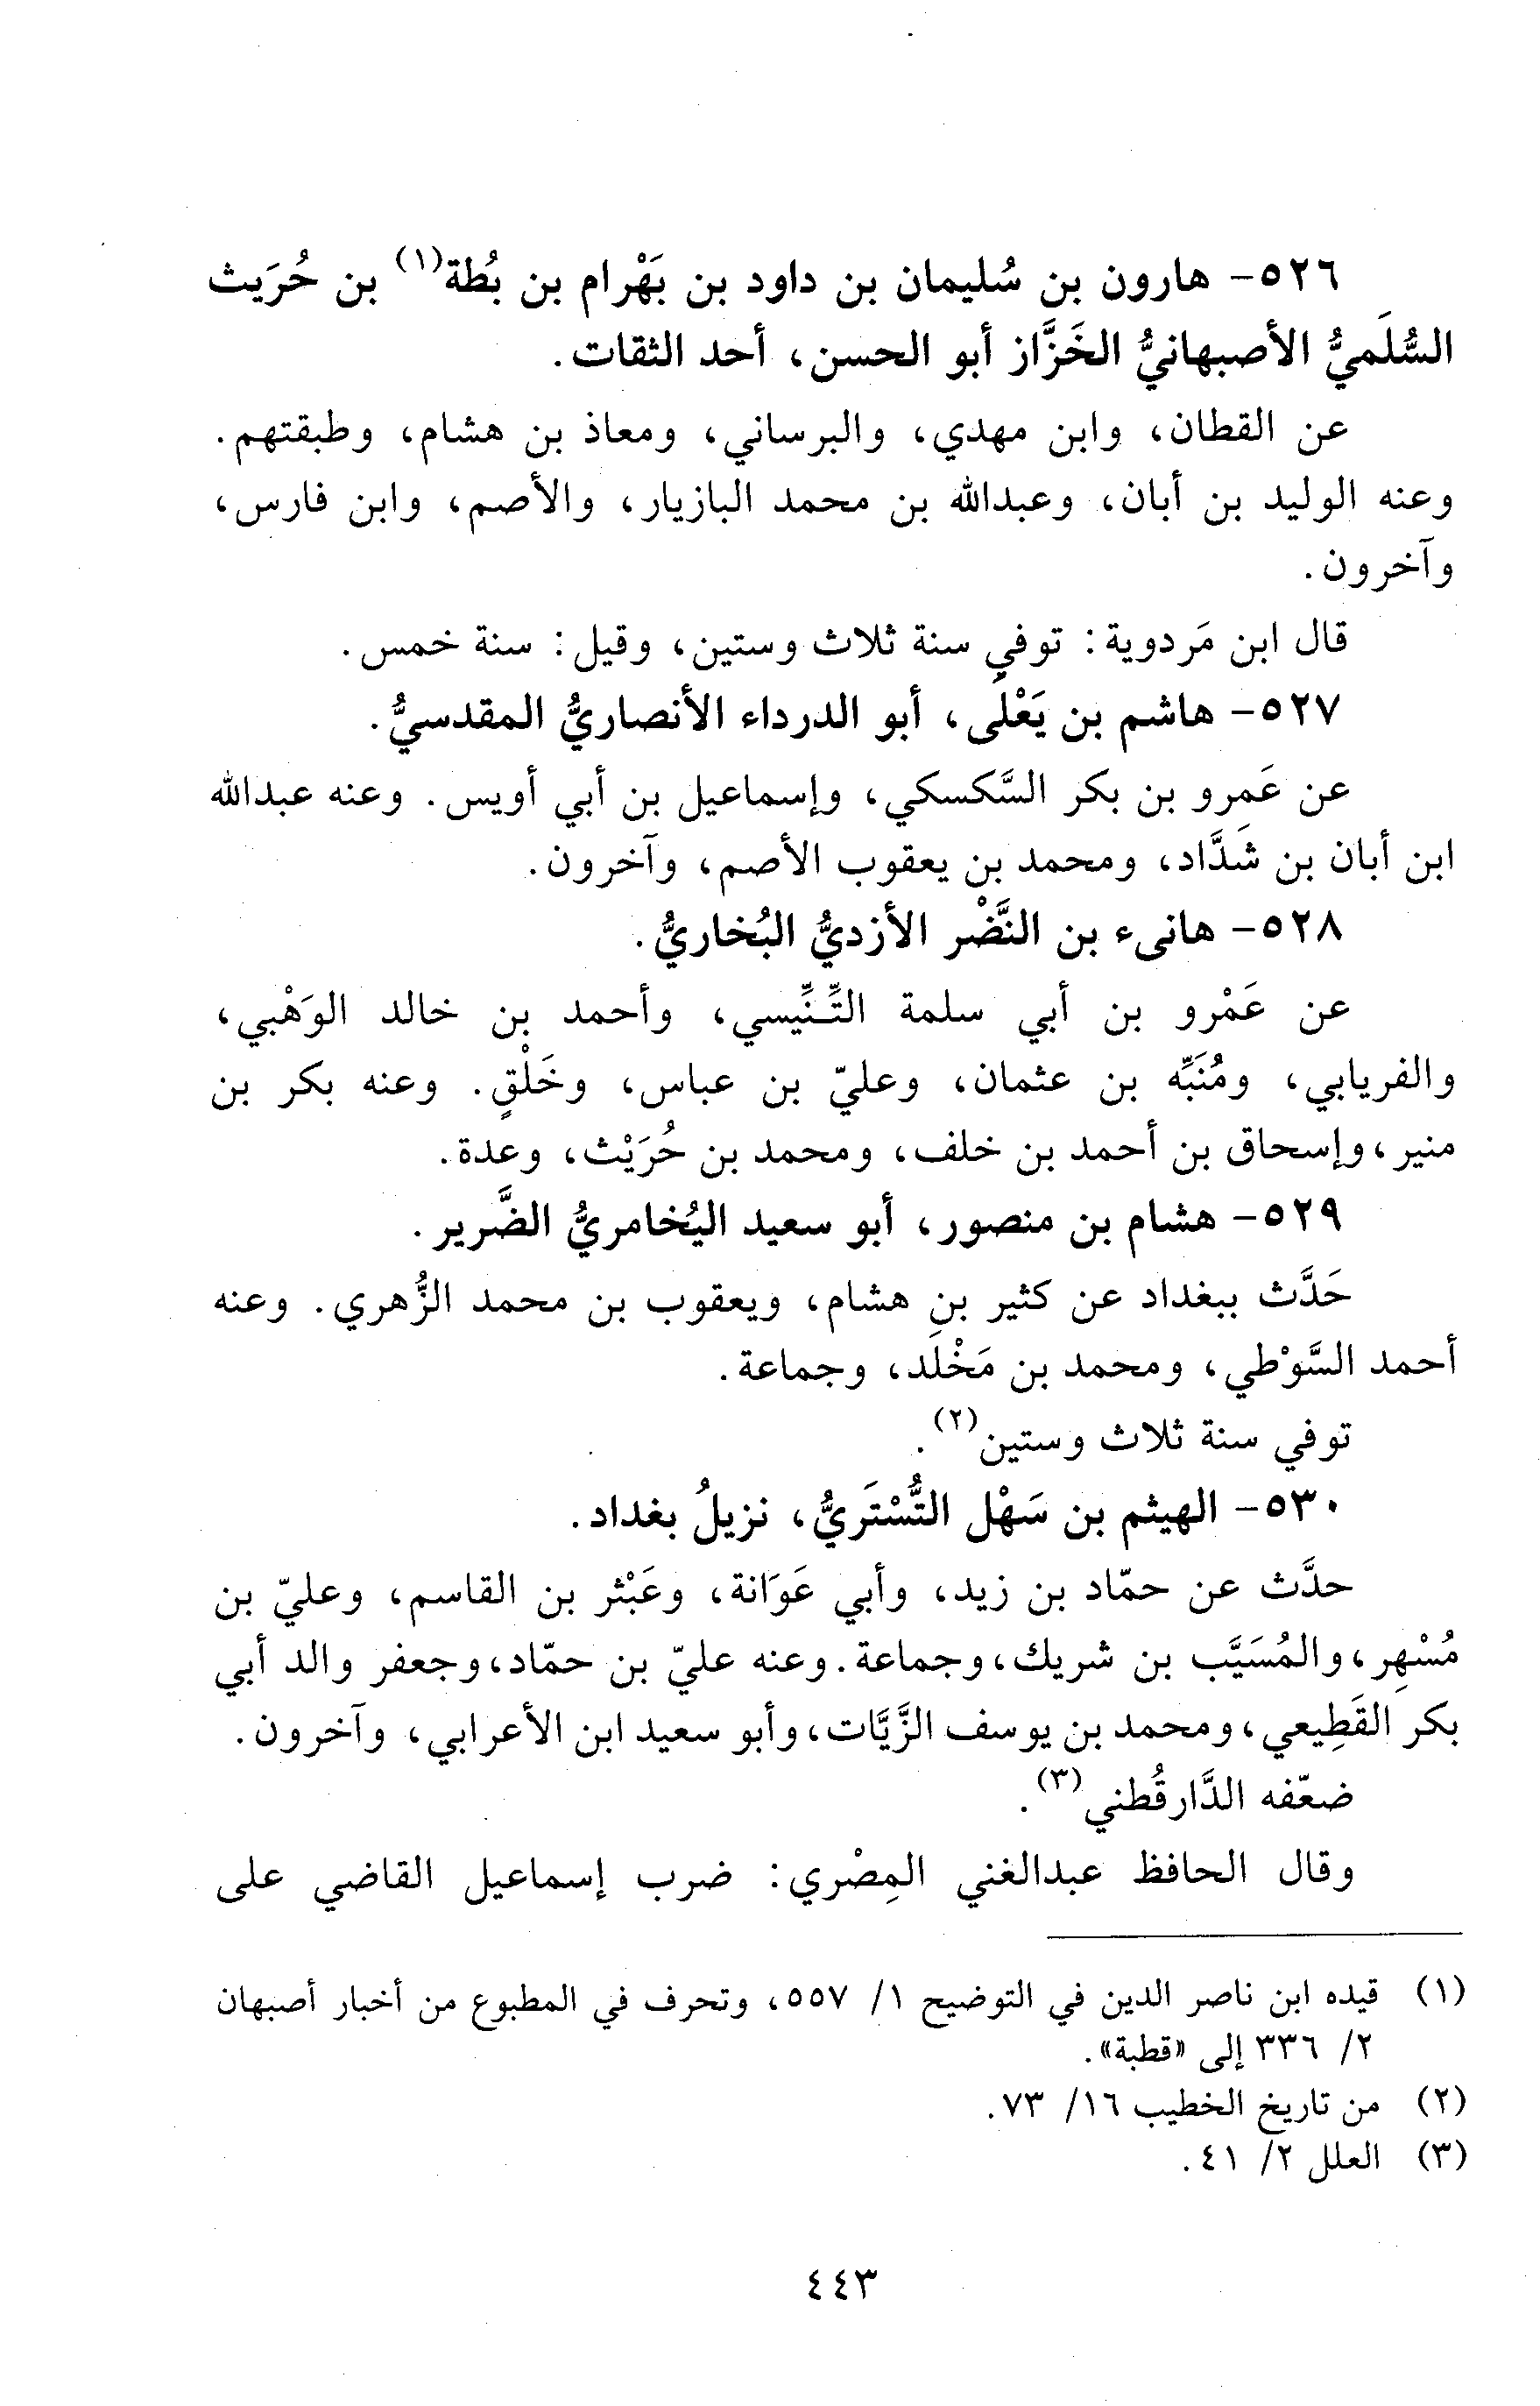 ٥٢٦- هارون بن سُليمان بن داود بن بَهْرام بن بُطة(١) بن حُرَيث
السُّلَميُّ الأصبهانيُّ الخَزَّاز أبو الحسن، أحد الثقات.
عن القطان، وابن مهدي، والبرساني، ومعاذ بن هشام، وطبقتهم.
وعنه الوليد بن أبان، وعبدالله بن محمد البازيار، والأصم، وابن فارس،
وآخرون.
قال ابن مَردوية: توفي سنة ثلاث وستين، وقيل: سنة خمس.
٥٢٧- هاشم بن يَعْلَى، أبو الدرداء الأنصاريُّ المقدسيُّ.
عن عَمرو بن بكر السَّكسكي، وإسماعيل بن أبي أويس. وعنه عبدالله
ابن أبان بن شَدَّاد، ومحمد بن يعقوب الأصم، وآخرون.
٥٢٨- هانىء بن النَّضْر الأزديُّ البُخاريُّ.
عن عَمْرو بن أبي سلمة التِّنِّيسي، وأحمد بن خالد الوَهْبي،
والفريابي، ومُنَبِّه بن عثمان، وعليّ بن عباس، وخَلْقٍ. وعنه بكر بن
منير، وإسحاق بن أحمد بن خلف، ومحمد بن حُرَيْث، وعدة.
٥٢٩- هشام بن منصور، أبو سعيد اليُخامريُّ الضَّرير.
حَدَّث ببغداد عن كثير بن هشام، ويعقوب بن محمد الزُّهري. وعنه
أحمد السَّوْطي، ومحمد بن مَخْلَد، وجماعة.
توفي سنة ثلاث وستين(٢).
٥٣٠- الهيثم بن سَهْل التُّسْتَريُّ، نزيلُ بغداد.
حدَّث عن حمّاد بن زيد، وأبي عَوَانة، وعَبْثر بن القاسم، وعليّ بن
مُسْهِر، والمُسَيَّب بن شريك، وجماعة. وعنه عليّ بن حمّاد، وجعفر والد أبي
بكر القَطِيعي، ومحمد بن يوسف الزَّيَّات، وأبو سعيد ابن الأعرابي، وآخرون.
ضعّفه الدَّارقُطني(٣).
وقال الحافظ عبدالغني المِصْري: ضرب إسماعيل القاضي على
(١) قيده ابن ناصر الدين في التوضيح ١/ ٥٥٧، وتحرف في المطبوع من أخبار أصبهان
٢/ ٣٣٦ إلى «قطبة».
(٢) من تاريخ الخطيب ١٦/ ٧٣.
(٣) العلل ٢/ ٤١.
٤٤٣